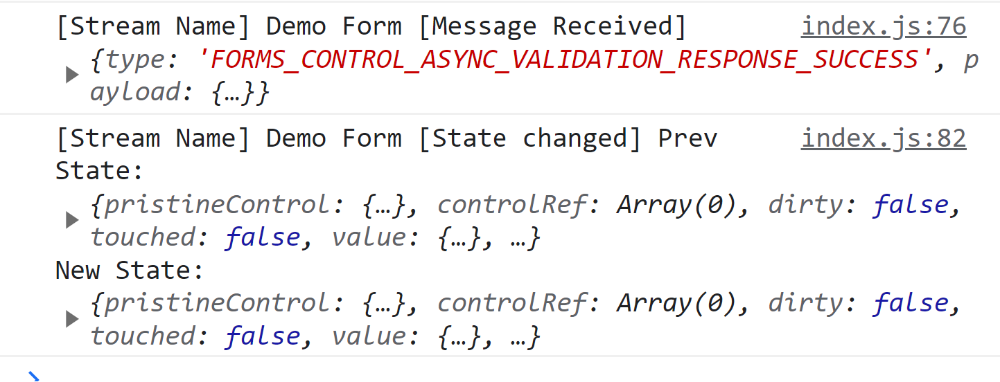 [Stream Name] Demo Form [Message Received] index.js:76
{type: 'FORMS_CONTROL_ASYNC_VALIDATION_RESPONSE_SUCCESS', p
ayload: {…}}
[Stream Name] Demo Form [State changed] Prev index.js:82
State:
{pristineControl: {…}, controlRef: Array(0), dirty: false,
touched: false, value: {…}, …}
New State:
{pristineControl: {…}, controlRef: Array(0), dirty: false,
touched: false, value: {…}, …}